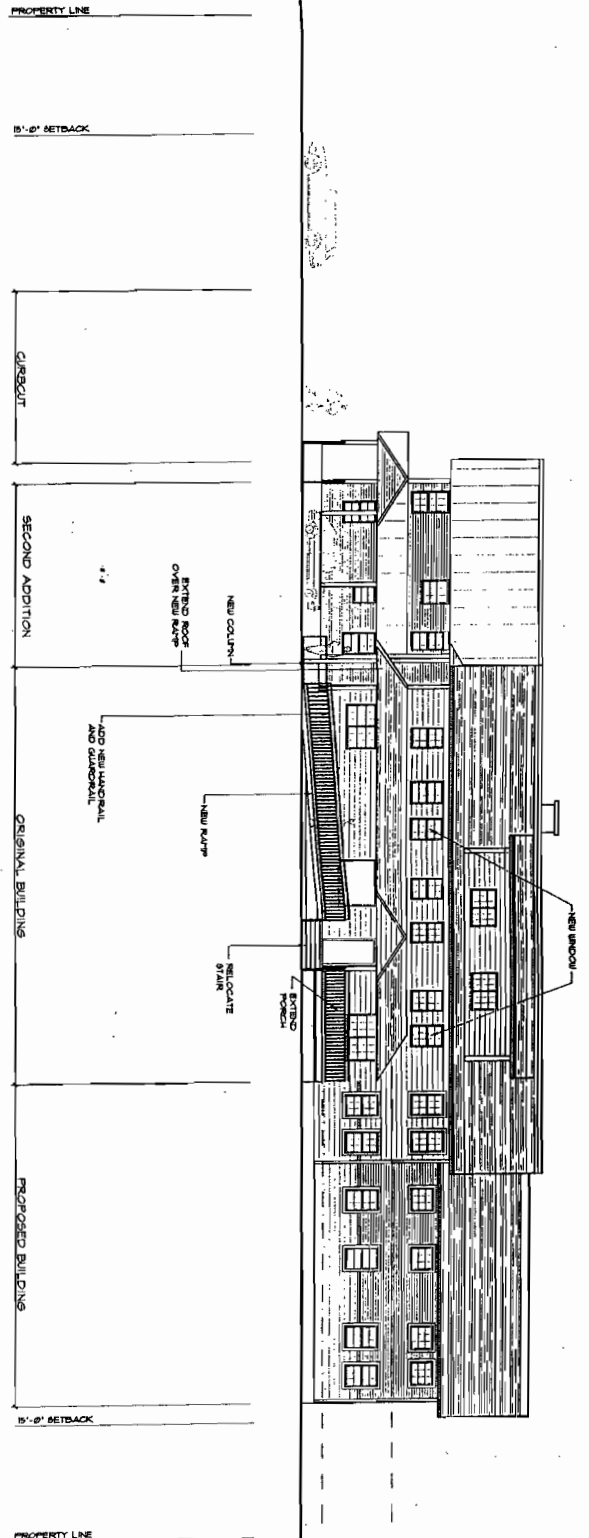 PROPERTY LINE
15'-0" SETBACK
CURBCUT
SECOND ADDITION
EXTEND ROOF
OVER NEW RAMP
NEW COLUMN
ADD NEW HANDRAIL
AND GUARDRAIL
NEW RAMP
ORIGINAL BUILDING
NEW WINDOW
RELOCATE
STAIR
EXTEND
PORCH
PROPOSED BUILDING
15'-0" SETBACK
PROPERTY LINE